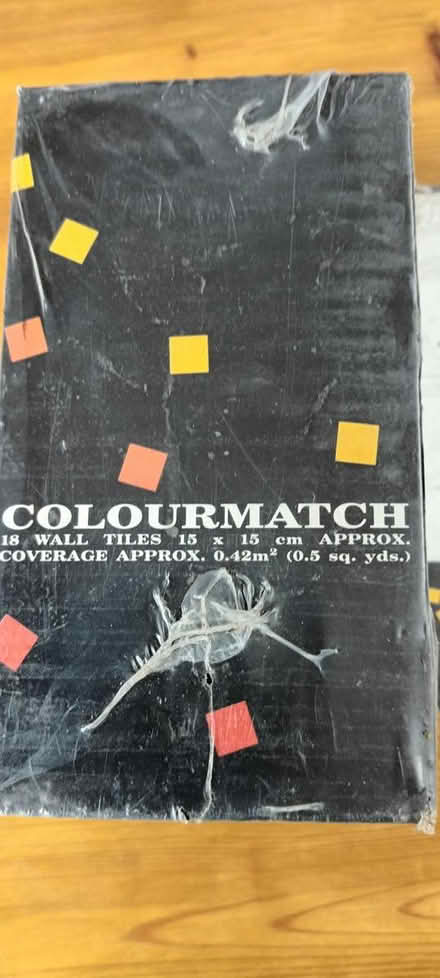 COLOURMATCH
18 WALL TILES 15 x 15 cm APPROX.
COVERAGE APPROX. 0.42m² (0.5 sq. yds.)